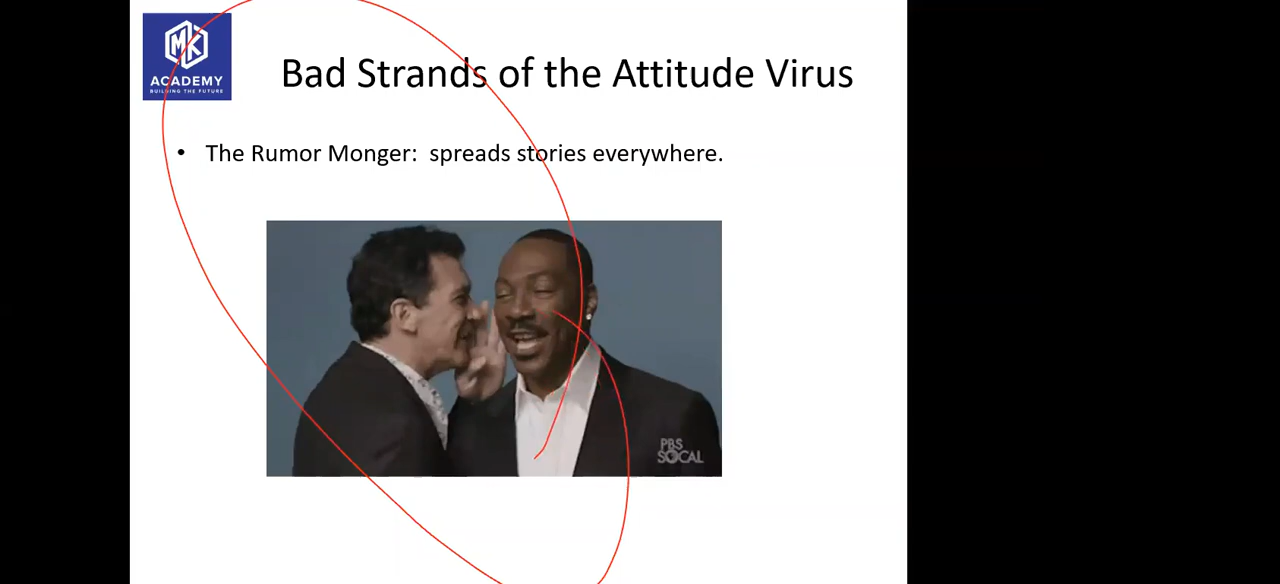 MK
ACADEMY
BUILDING THE FUTURE
Bad Strands of the Attitude Virus
• The Rumor Monger: spreads stories everywhere.
PBS
SOCAL